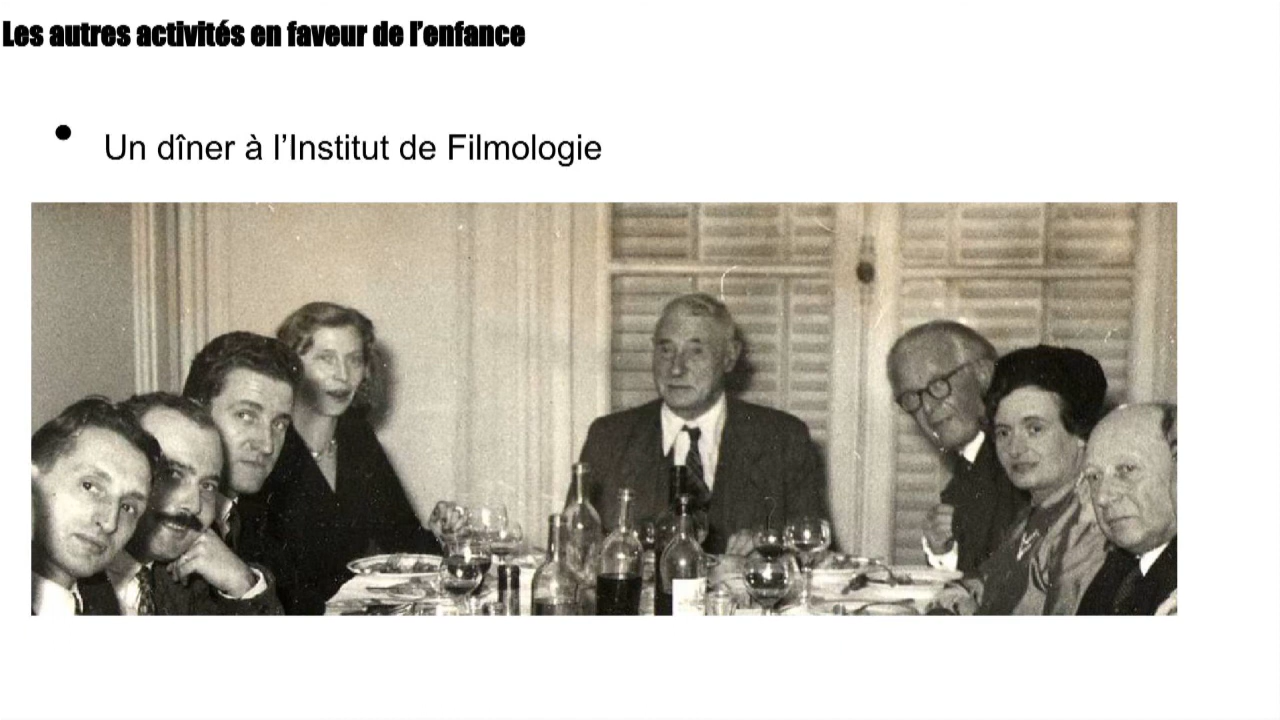 Les autres activités en faveur de l’enfance
• Un dîner à l’Institut de Filmologie